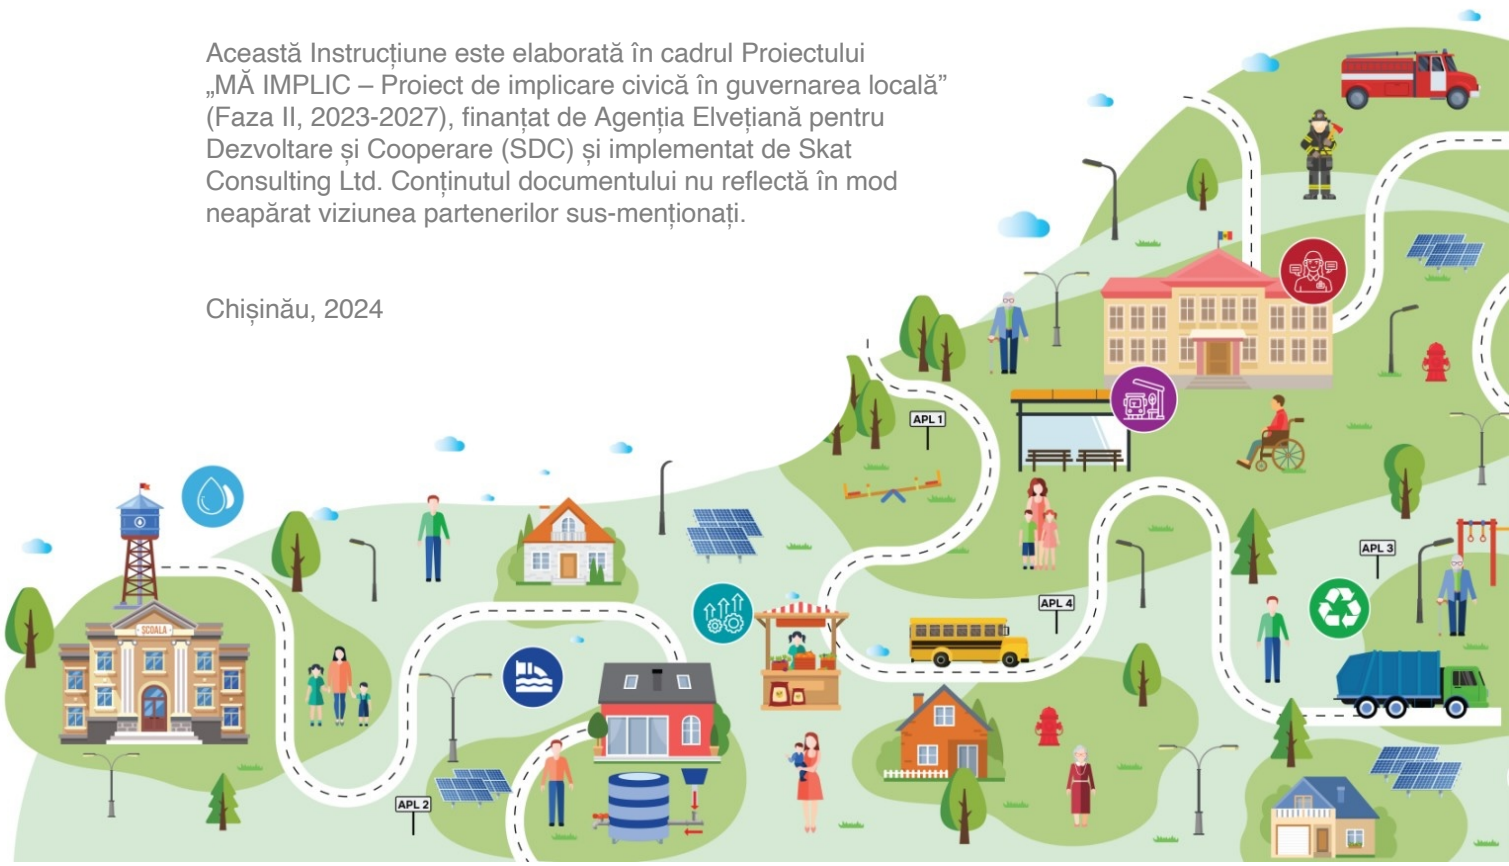 Această Instrucțiune este elaborată în cadrul Proiectului
„MĂ IMPLIC – Proiect de implicare civică în guvernarea locală”
(Faza II, 2023-2027), finanțat de Agenția Elvețiană pentru
Dezvoltare și Cooperare (SDC) și implementat de Skat
Consulting Ltd. Conținutul documentului nu reflectă în mod
neapărat viziunea partenerilor sus-menționați.
Chișinău, 2024
APL 1
APL 3
APL 4
ȘCOALA
APL 2